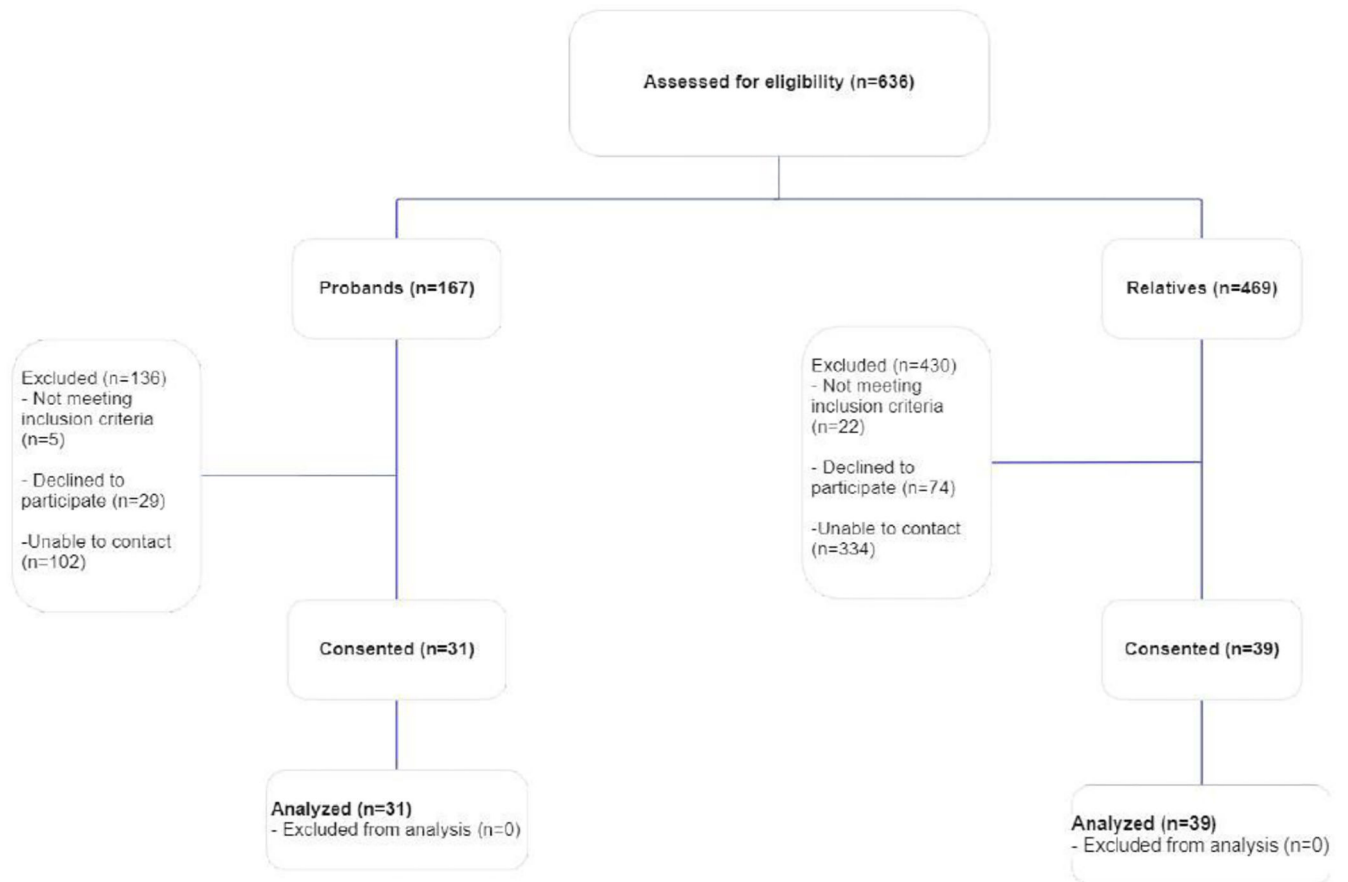 Assessed for eligibility (n=636)
Probands (n=167)
Relatives (n=469)
Excluded (n=136)
- Not meeting
inclusion criteria
(n=5)
- Declined to
participate (n=29)
-Unable to contact
(n=102)
Excluded (n=430)
- Not meeting
inclusion criteria
(n=22)
- Declined to
participate (n=74)
-Unable to contact
(n=334)
Consented (n=31)
Consented (n=39)
Analyzed (n=31)
- Excluded from analysis (n=0)
Analyzed (n=39)
- Excluded from analysis (n=0)